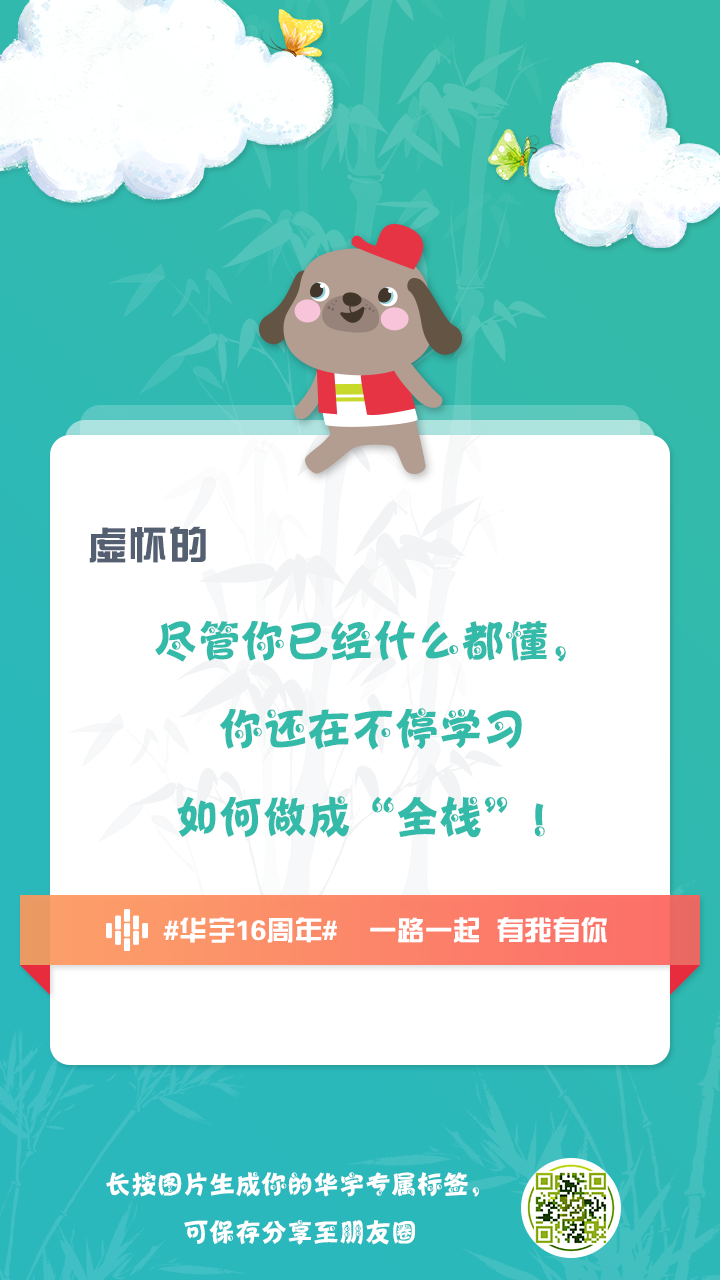 虚怀的
尽管你已经什么都懂，
你还在不停学习
如何做成“全栈”！
#华宇16周年# 一路一起 有我有你
长按图片生成你的华宇专属标签，
可保存分享至朋友圈